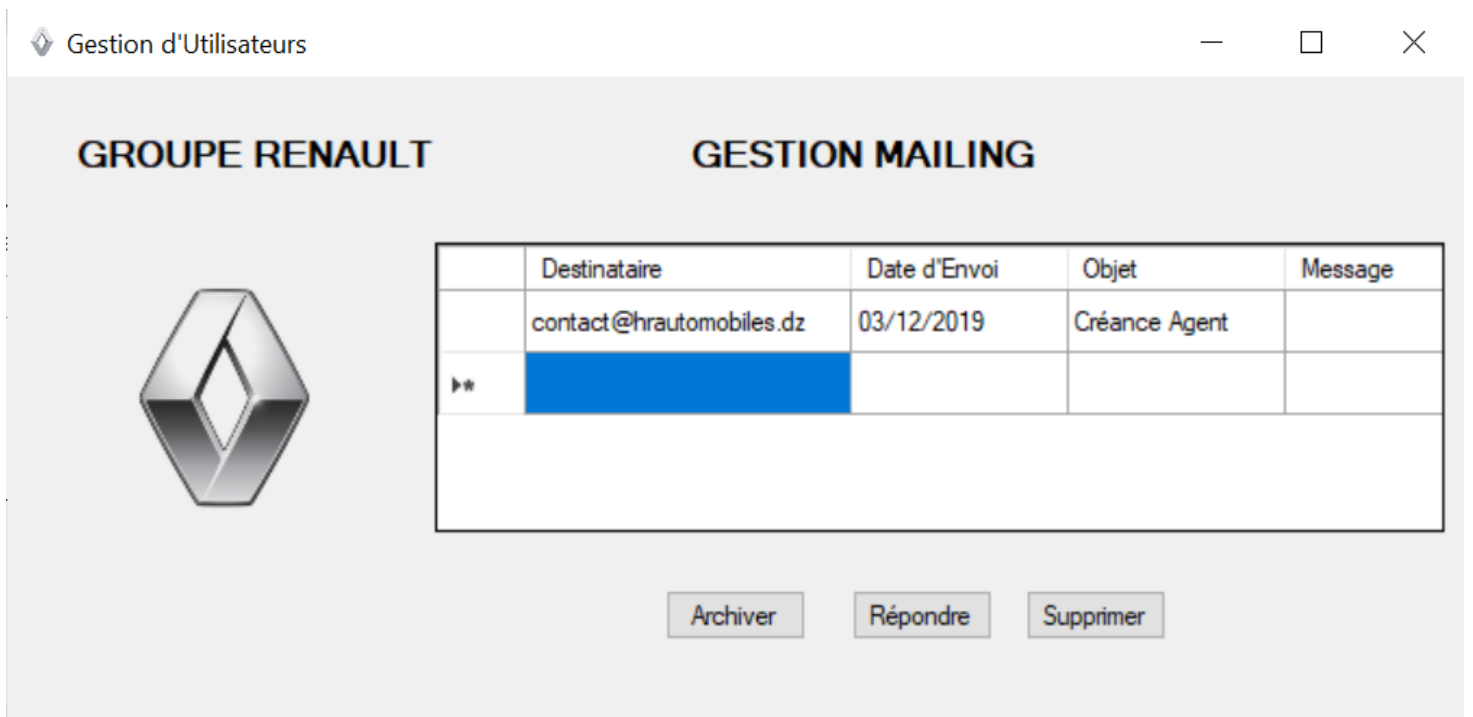 Gestion d'Utilisateurs
GROUPE RENAULT GESTION MAILING
Destinataire Date d'Envoi Objet Message
contact@hrautomobiles.dz 03/12/2019 Créance Agent
Archiver Répondre Supprimer